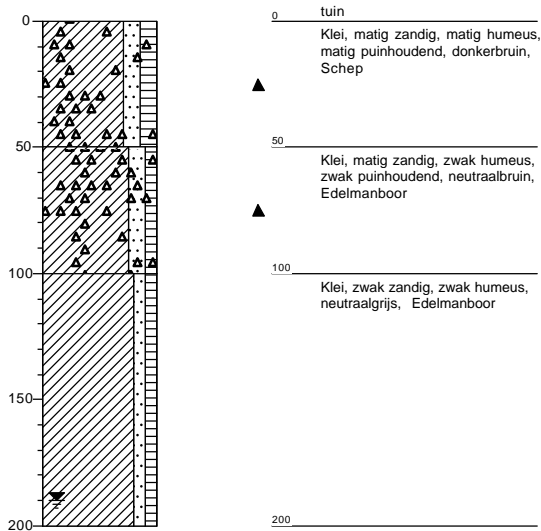 tuin
0
0
Klei, matig zandig, matig humeus,
matig puinhoudend, donkerbruin,
Schep
50
50
Klei, matig zandig, zwak humeus,
zwak puinhoudend, neutraalbruin,
Edelmanboor
100
100
Klei, zwak zandig, zwak humeus,
neutraalgrijs, Edelmanboor
150
200
200